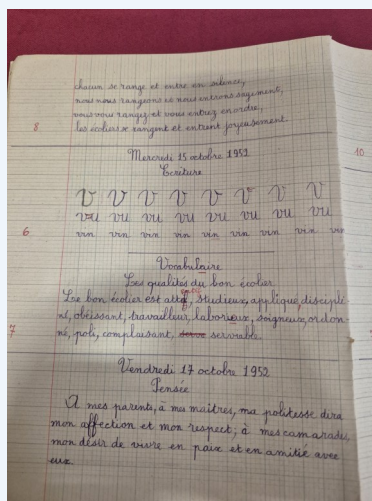 chacun se range et entre en silence,
nous nous rangeons et nous entrons sagement,
vous vous rangez et vous entrez en ordre,
8 les écoliers se rangent et entrent joyeusement.
10
Mercredi 15 octobre 1952
Ecriture
V V V V V V V V
vu vu vu vu vu vu vu vu
6 vin vin vin vin vin vin vin vin
Vocabulaire
Les qualités du bon écolier
Le bon écolier est studieux, appliqué, discipli-
né, obéissant, travailleur, laborieux, soigneux, ordon-
7 né, poli, complaisant, serviable.
Vendredi 17 octobre 1952
Pensée
A mes parents, à mes maîtres, ma politesse dira
mon affection et mon respect; à mes camarades,
mon désir de vivre en paix et en amitié avec
eux.